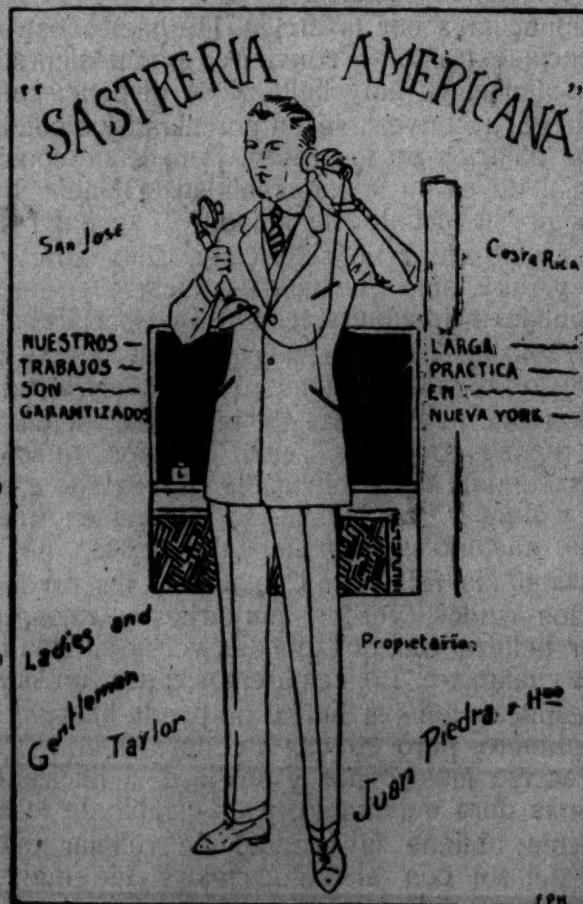 "SASTRERIA AMERICANA"
San José
Costa Rica
NUESTROS
TRABAJOS
SON
GARANTIZADOS
LARGA
PRACTICA
EN
NUEVA YORK
Ladies and
Gentlemen
Taylor
Propietarios
Juan Piedra & Hno